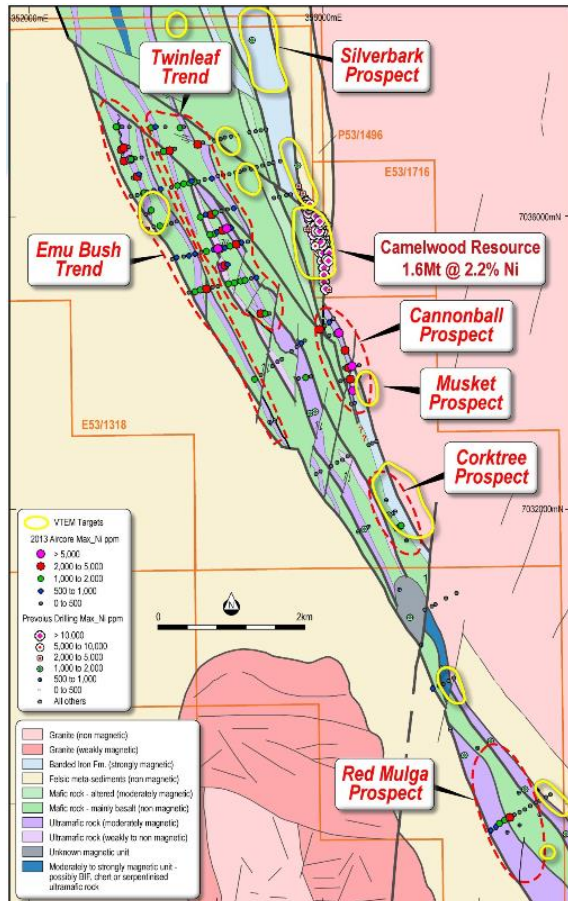 352000mE
356000mE
Twinleaf
Trend
Silverbark
Prospect
P53/1496
E53/1716
7036000mN
Emu Bush
Trend
Camelwood Resource
1.6Mt @ 2.2% Ni
Cannonball
Prospect
Musket
Prospect
E53/1318
Corktree
Prospect
7032000mN
VTEM Targets
2013 Aircore Max_Ni ppm
> 5,000
2,000 to 5,000
1,000 to 2,000
500 to 1,000
0 to 500
Prevoius Drilling Max_Ni ppm
> 10,000
5,000 to 10,000
2,000 to 5,000
1,000 to 2,000
500 to 1,000
0 to 500
All others
N
0
2km
Granite (non magnetic)
Granite (weakly magnetic)
Banded Iron Fm. (strongly magnetic)
Felsic meta-sediments (non magnetic)
Mafic rock - altered (moderately magnetic)
Mafic rock - mainly basalt (non magnetic)
Ultramafic rock (moderately magnetic)
Ultramafic rock (weakly to non magnetic)
Unknown magnetic unit
Moderately to strongly magnetic unit -
possibly BIF, chert or serpentinised
ultramafic rock
Red Mulga
Prospect